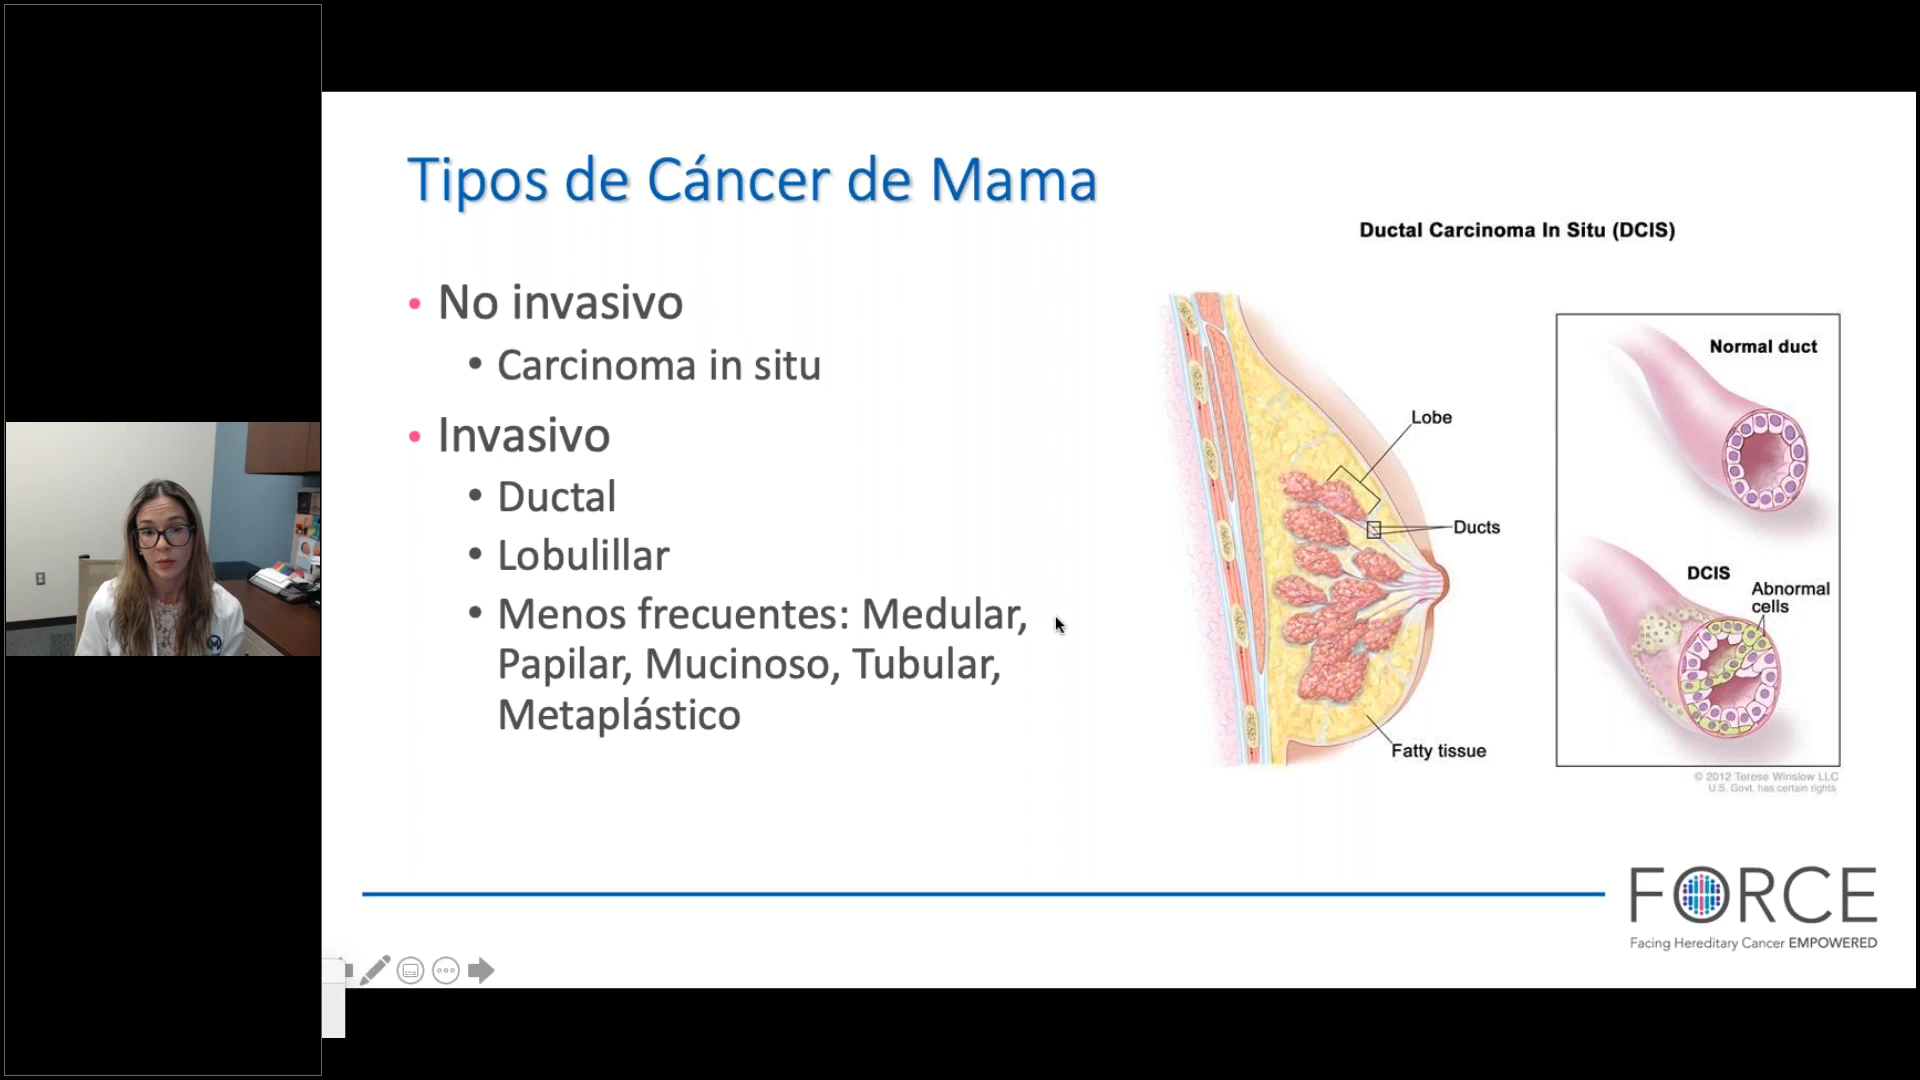 Tipos de Cáncer de Mama
• No invasivo
• Carcinoma in situ
• Invasivo
• Ductal
• Lobulillar
• Menos frecuentes: Medular,
Papilar, Mucinoso, Tubular,
Metaplástico
Ductal Carcinoma In Situ (DCIS)
Lobe
Ducts
Fatty tissue
Normal duct
DCIS
Abnormal
cells
© 2012 Terese Winslow LLC
U.S. Govt. has certain rights
FORCE
Facing Hereditary Cancer EMPOWERED